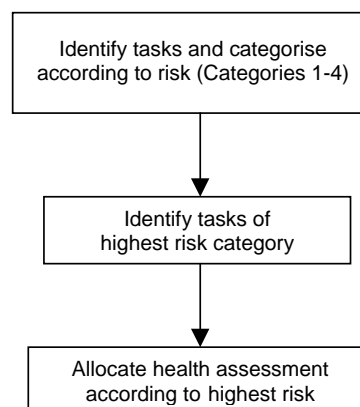 Identify tasks and categorise
according to risk (Categories 1-4)
Identify tasks of
highest risk category
Allocate health assessment
according to highest risk